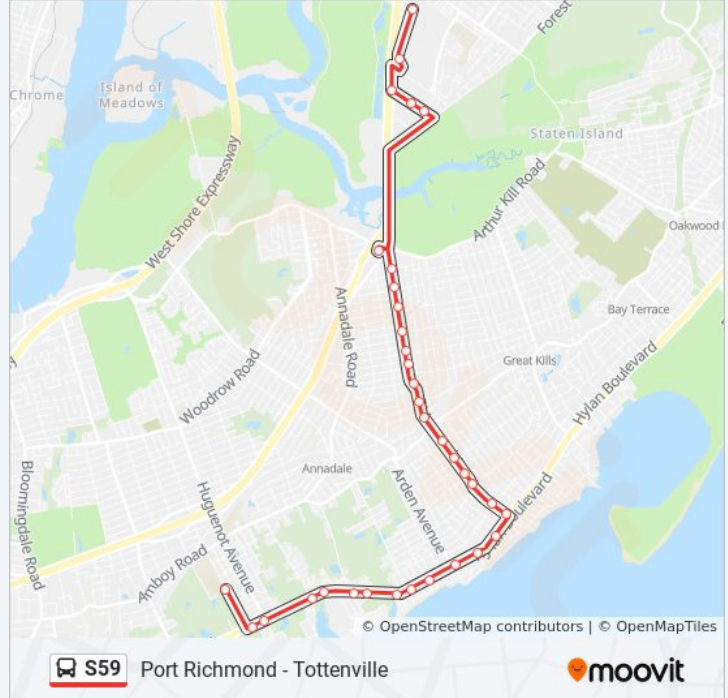 Forest
Chrome
Island of
Meadows
Staten Island
West Shore Expressway
Arthur Kill Road
Oakwood
Annadale Road
Bay Terrace
Great Kills
Hylan Boulevard
Woodrow Road
Annadale
Bloomingdale Road
Huguenot Avenue
Arden Avenue
Boulevard
Amboy Road
© OpenStreetMap contributors | © OpenMapTiles
S59 Port Richmond - Tottenville
moovit